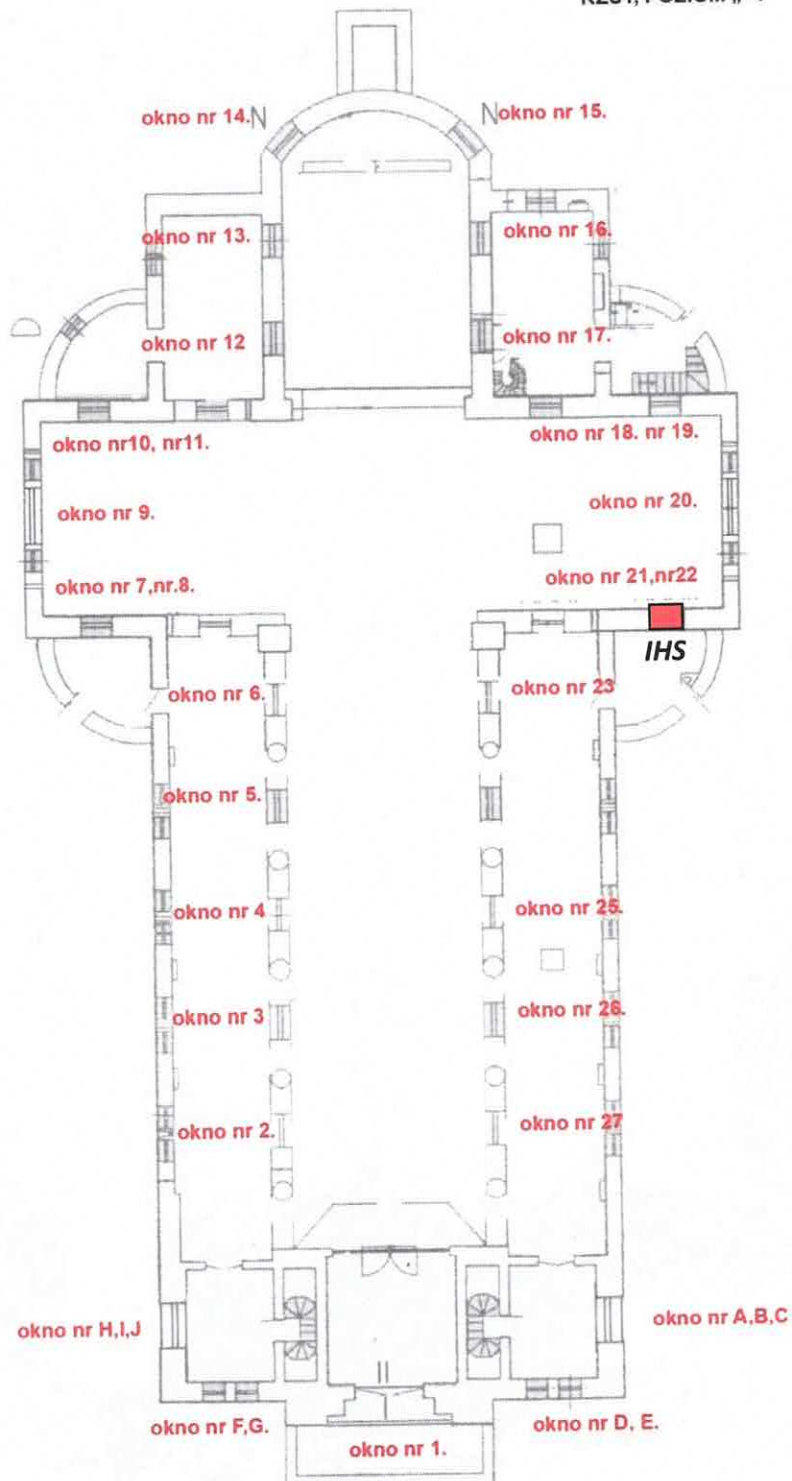 okno nr 14.N
N okno nr 15.
okno nr 13.
okno nr 16.
okno nr 12
okno nr 17.
okno nr10, nr11.
okno nr 18. nr 19.
okno nr 9.
okno nr 20.
okno nr 7,nr.8.
okno nr 21,nr22
IHS
okno nr 6.
okno nr 23
okno nr 5.
okno nr 4
okno nr 25.
okno nr 3
okno nr 26.
okno nr 2.
okno nr 27
okno nr H,I,J
okno nr A,B,C
okno nr F,G.
okno nr D, E.
okno nr 1.